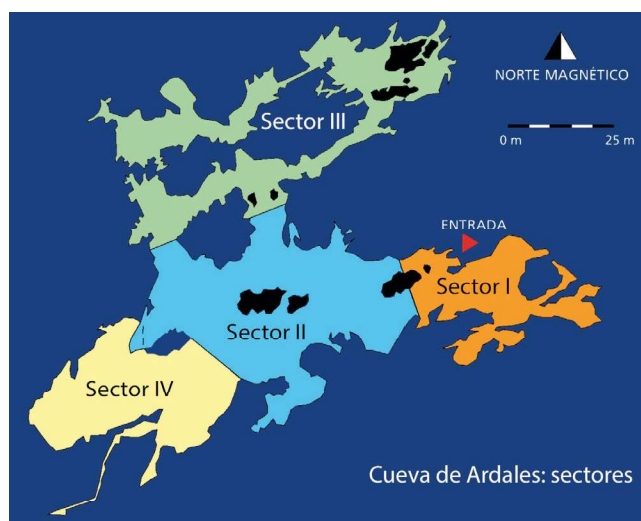 NORTE MAGNÉTICO
0 m 25 m
Sector III
ENTRADA
Sector I
Sector II
Sector IV
Cueva de Ardales: sectores